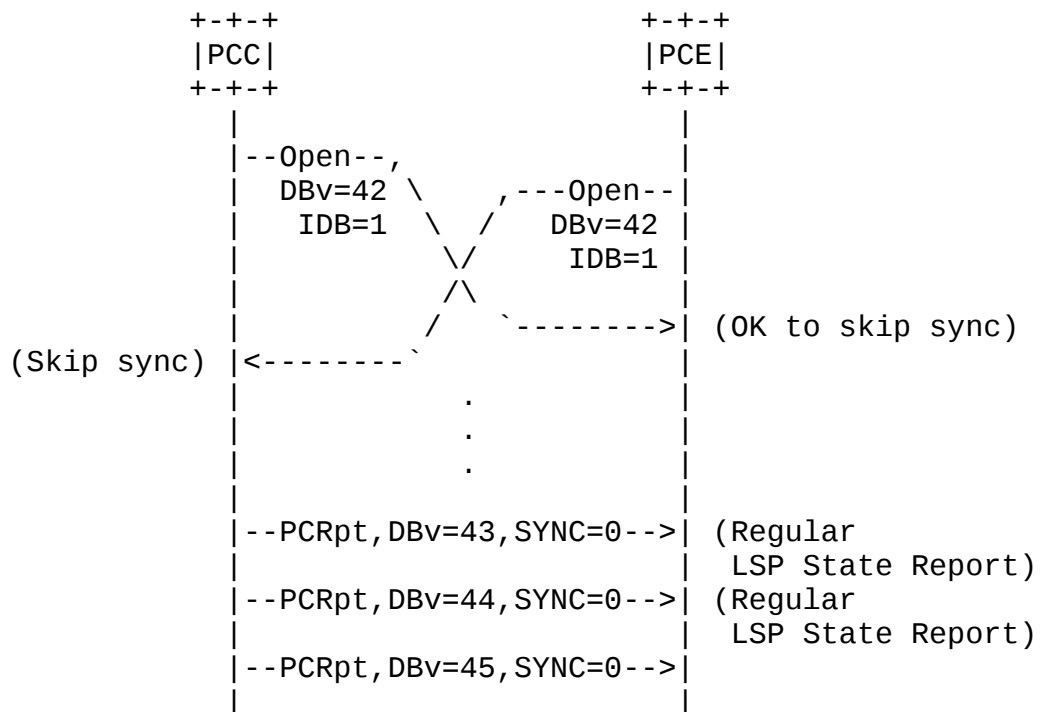 +-+-+                    +-+-+
|PCC|                    |PCE|
+-+-+                    +-+-+
|                        |
|--Open--,               |
|  DBv=42 \    ,---Open--|
|   IDB=1  \  /   DBv=42 |
|           \/     IDB=1 |
|           /\           |
|          /  `-------->| (OK to skip sync)
(Skip sync) |<--------`              |
|            .           |
|            .           |
|            .           |
|                        |
|--PCRpt,DBv=43,SYNC=0-->| (Regular
|                        |  LSP State Report)
|--PCRpt,DBv=44,SYNC=0-->| (Regular
|                        |  LSP State Report)
|--PCRpt,DBv=45,SYNC=0-->|
|                        |